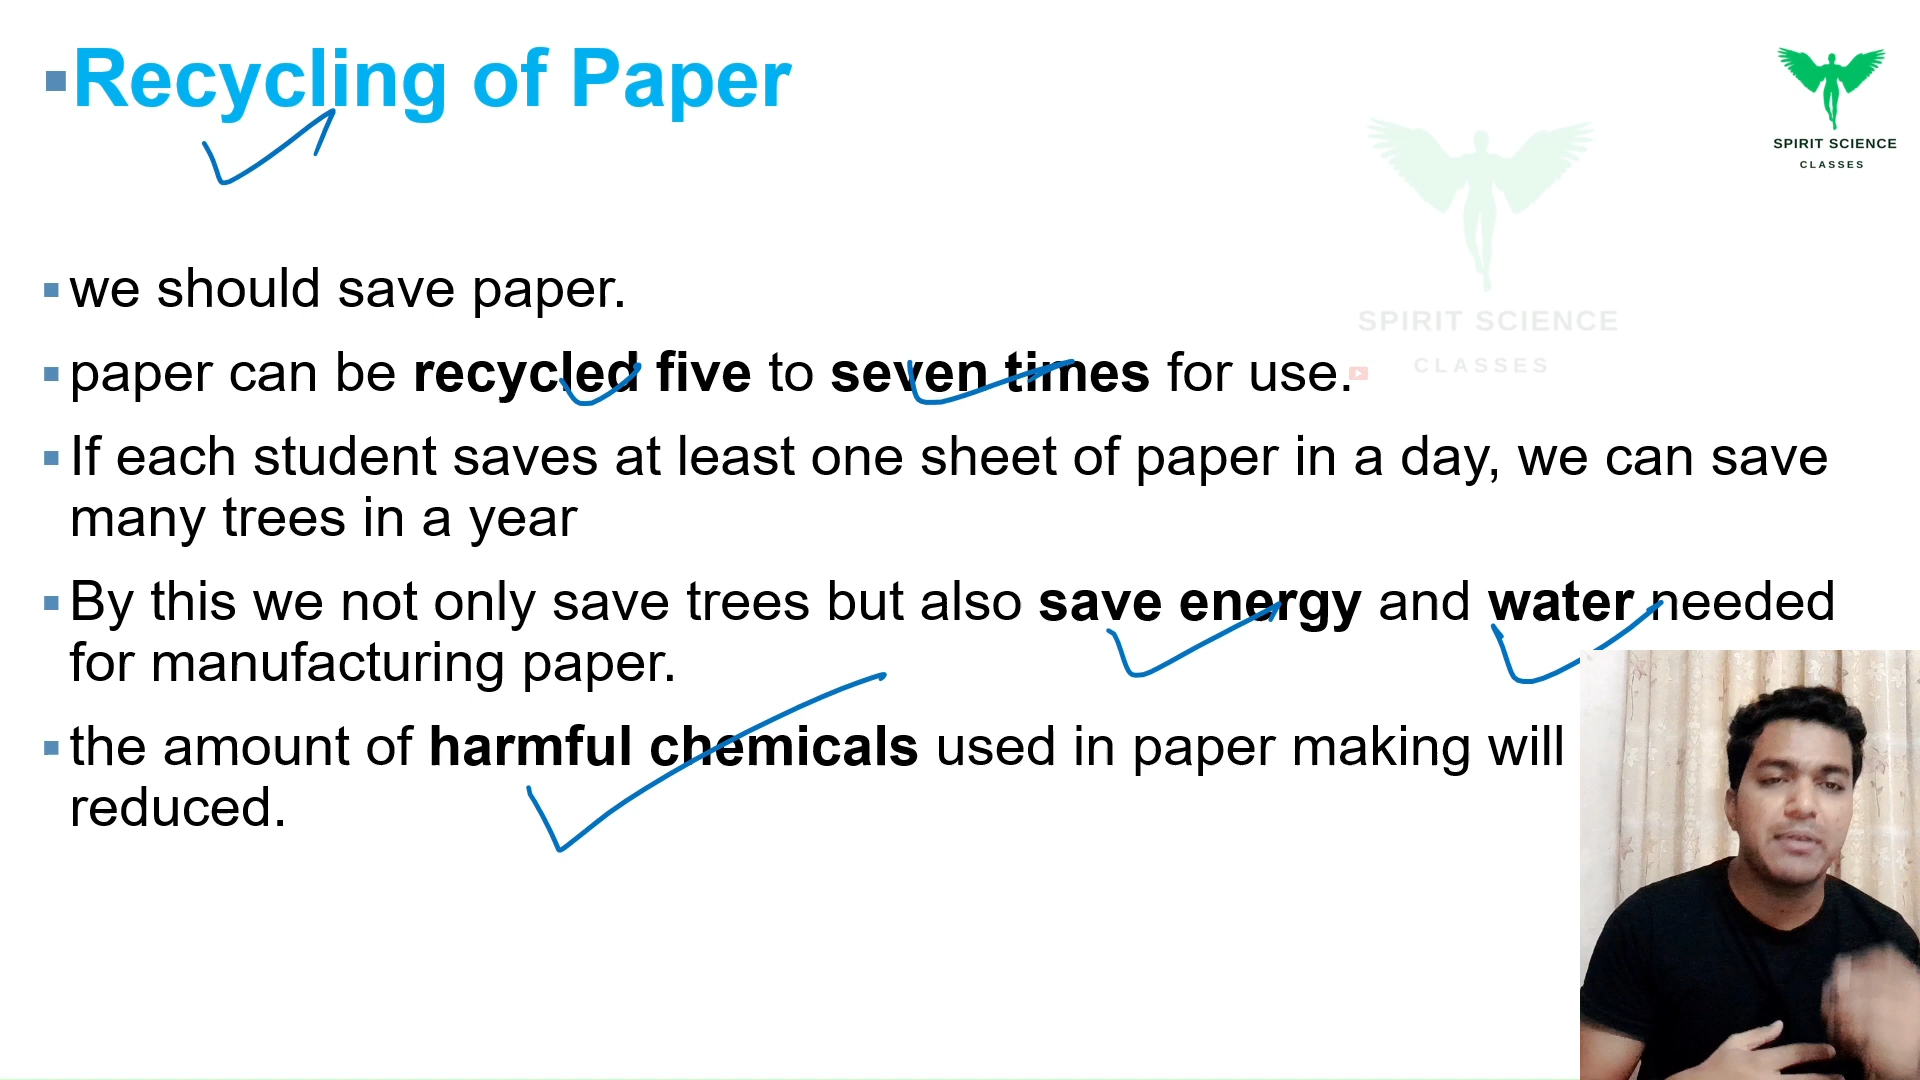 Recycling of Paper
SPIRIT SCIENCE
CLASSES
we should save paper.
SPIRIT SCIENCE
CLASSES
paper can be recycled five to seven times for use.
If each student saves at least one sheet of paper in a day, we can save
many trees in a year
By this we not only save trees but also save energy and water needed
for manufacturing paper.
the amount of harmful chemicals used in paper making will
reduced.